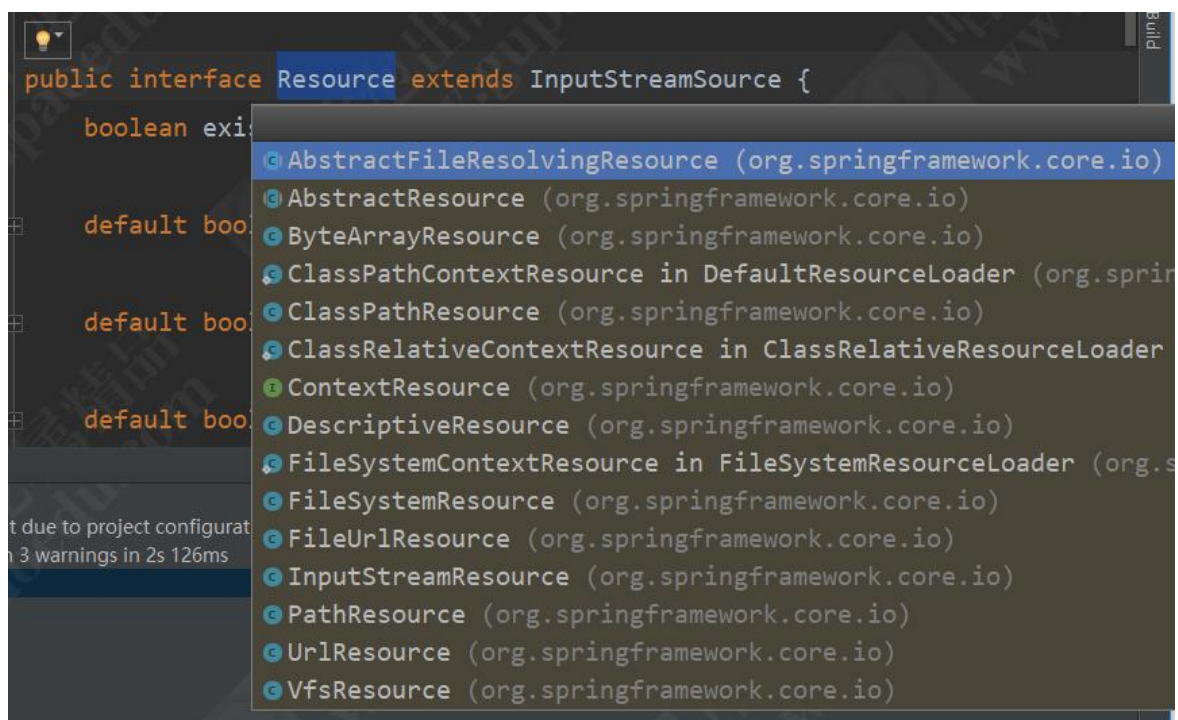 Build
public interface Resource extends InputStreamSource {
boolean exi
AbstractFileResolvingResource (org.springframework.core.io)
AbstractResource (org.springframework.core.io)
default bool
ByteArrayResource (org.springframework.core.io)
ClassPathContextResource in DefaultResourceLoader (org.sprin
ClassPathResource (org.springframework.core.io)
default bool
ClassRelativeContextResource in ClassRelativeResourceLoader
ContextResource (org.springframework.core.io)
default bool
DescriptiveResource (org.springframework.core.io)
FileSystemContextResource in FileSystemResourceLoader (org.s
FileSystemResource (org.springframework.core.io)
t due to project configurat
FileUrlResource (org.springframework.core.io)
3 warnings in 2s 126ms
InputStreamResource (org.springframework.core.io)
PathResource (org.springframework.core.io)
UrlResource (org.springframework.core.io)
VfsResource (org.springframework.core.io)